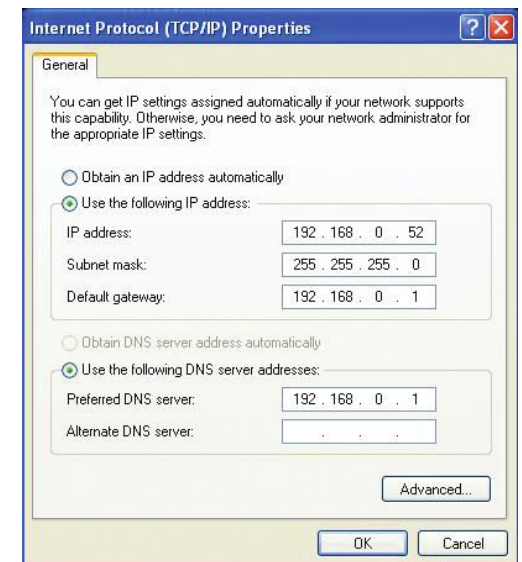 Internet Protocol (TCP/IP) Properties
General
You can get IP settings assigned automatically if your network supports
this capability. Otherwise, you need to ask your network administrator for
the appropriate IP settings.
Obtain an IP address automatically
Use the following IP address:
IP address: 192 . 168 . 0 . 52
Subnet mask: 255 . 255 . 255 . 0
Default gateway: 192 . 168 . 0 . 1
Obtain DNS server address automatically
Use the following DNS server addresses:
Preferred DNS server: 192 . 168 . 0 . 1
Alternate DNS server: . . .
Advanced...
OK Cancel